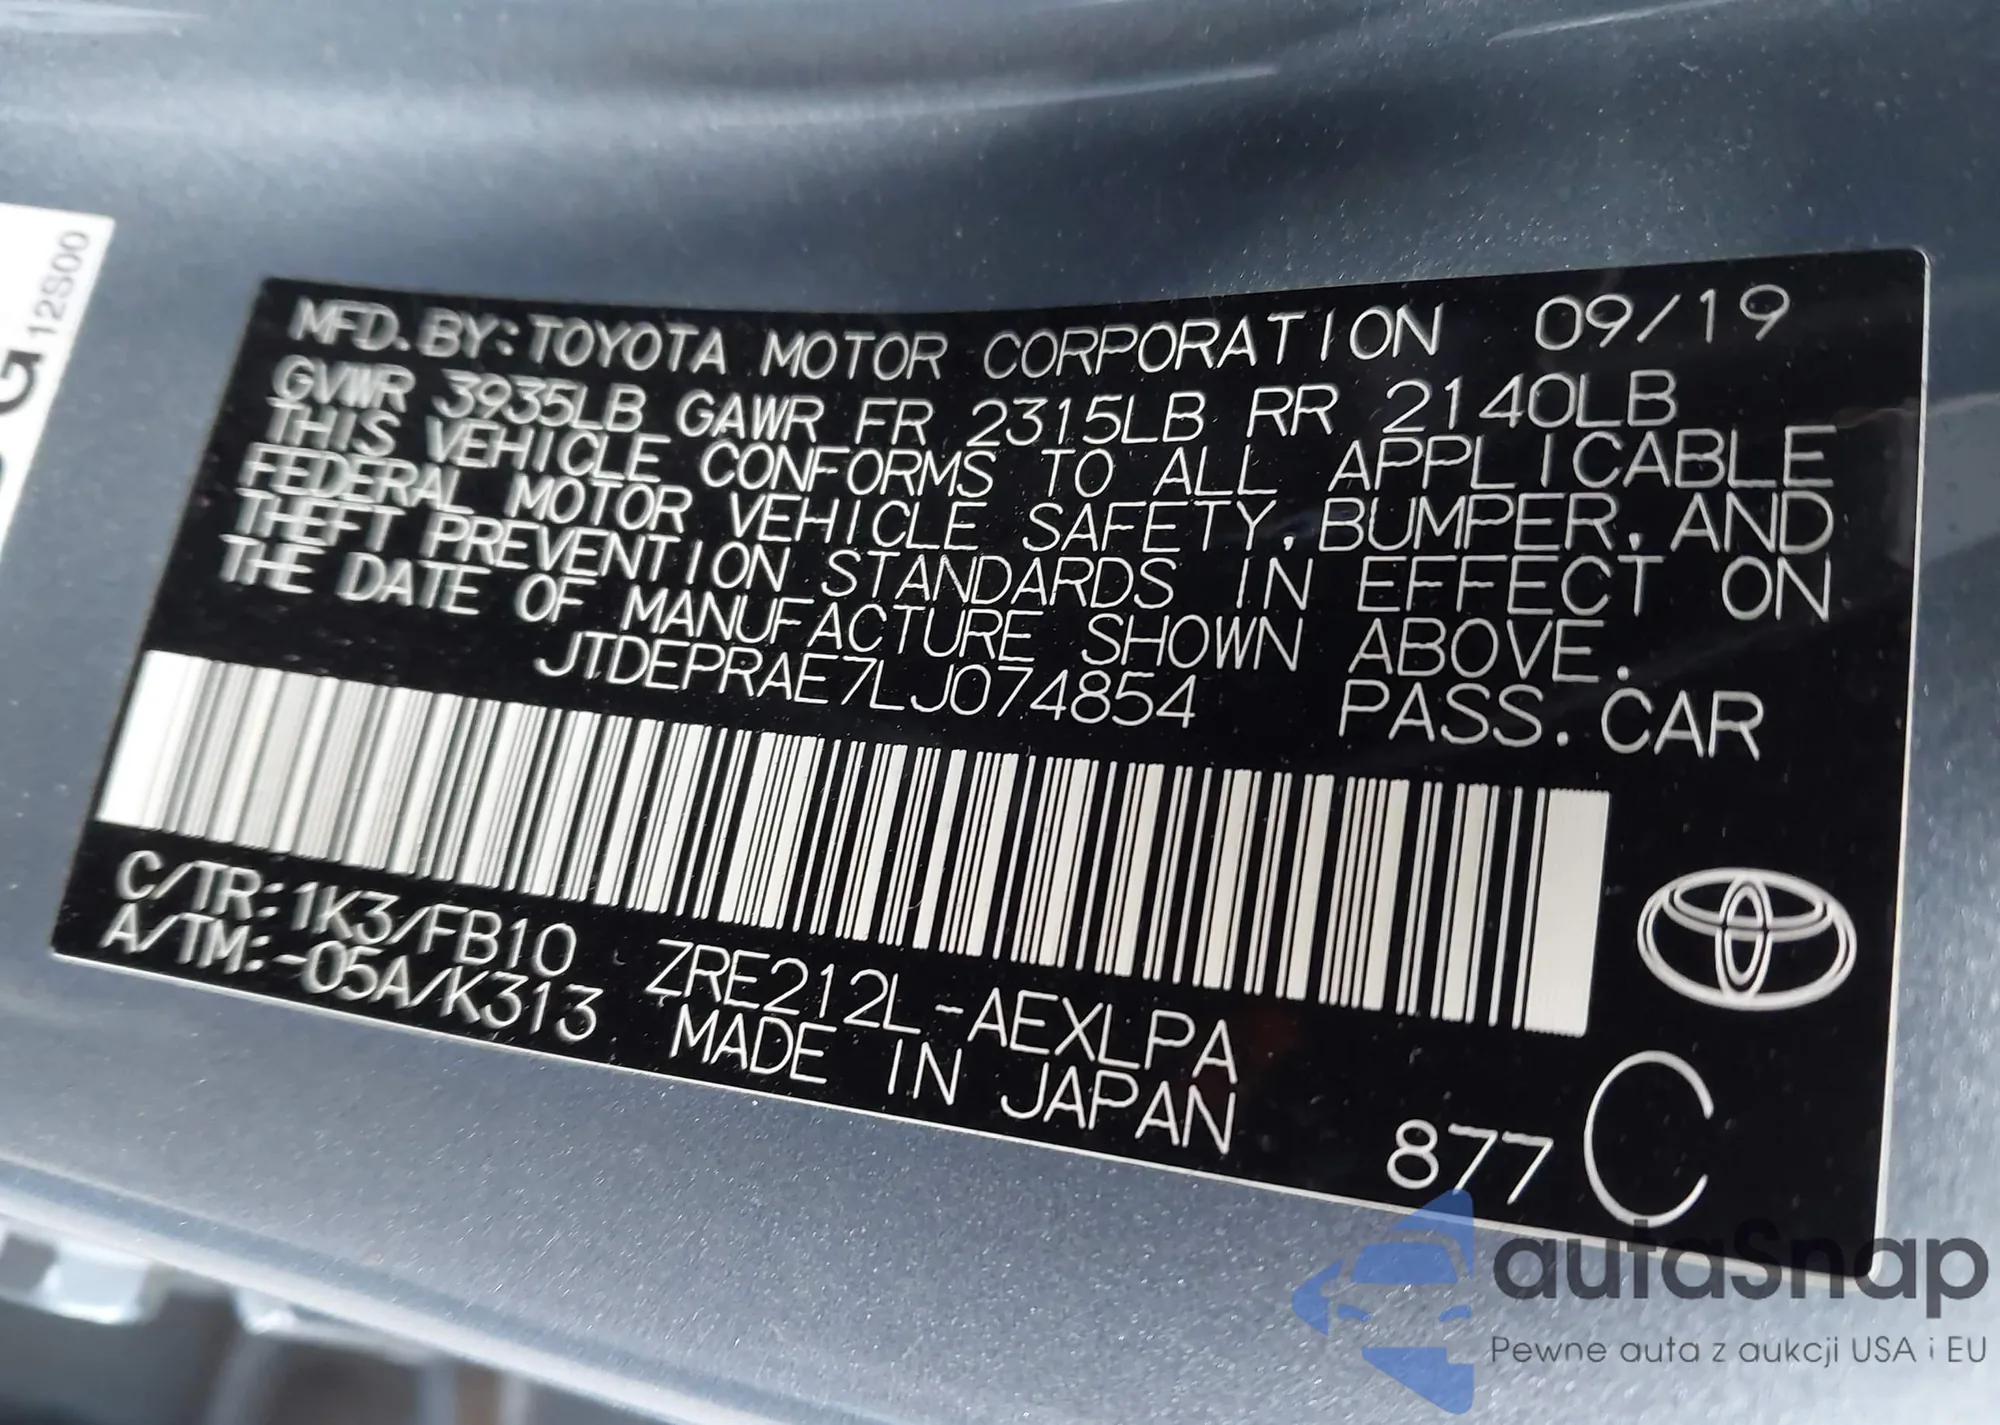 G 12S00
MFD. BY: TOYOTA MOTOR CORPORATION 09/19
GVWR 3935LB GAWR FR 2315LB RR 2140LB
THIS VEHICLE CONFORMS TO ALL APPLICABLE
FEDERAL MOTOR VEHICLE SAFETY, BUMPER, AND
THEFT PREVENTION STANDARDS IN EFFECT ON
THE DATE OF MANUFACTURE SHOWN ABOVE.
JTDEPRAE7LJ074854 PASS. CAR
C/TR: 1K3/FB10 ZRE212L-AEXLPA
A/TM: -05A/K313 MADE IN JAPAN
877 C
autaSnap
Pewne auta z aukcji USA i EU